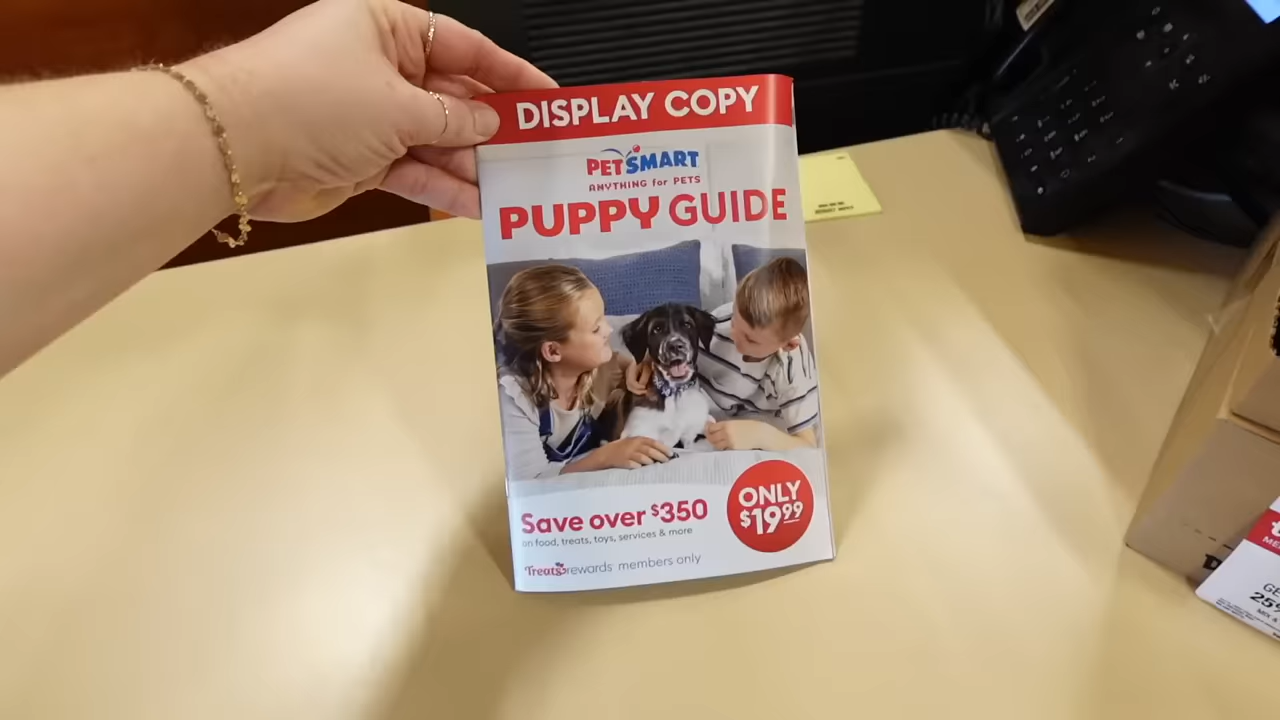 DISPLAY COPY
PETSMART
ANYTHING for PETS
PUPPY GUIDE
Save over $350
on food, treats, toys, services & more
Treats rewards members only
ONLY
$19.99
25%